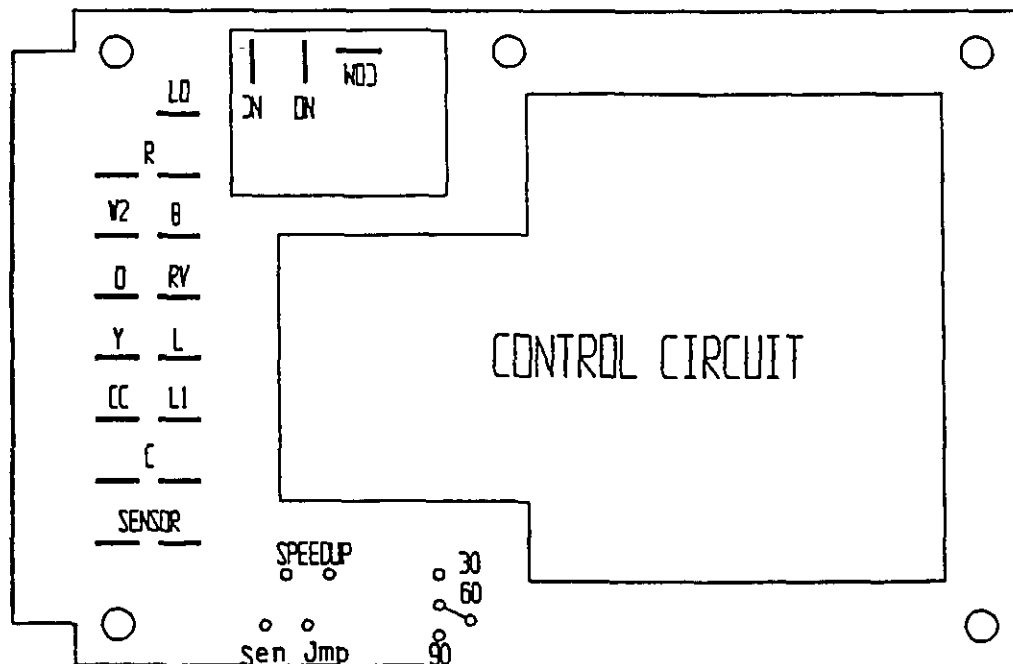 COM
LO
NC NO
R
W2 B
O RV
Y L
CONTROL CIRCUIT
CC L1
C
SENSOR
SPEEDUP
30
60
sen Jmp
90